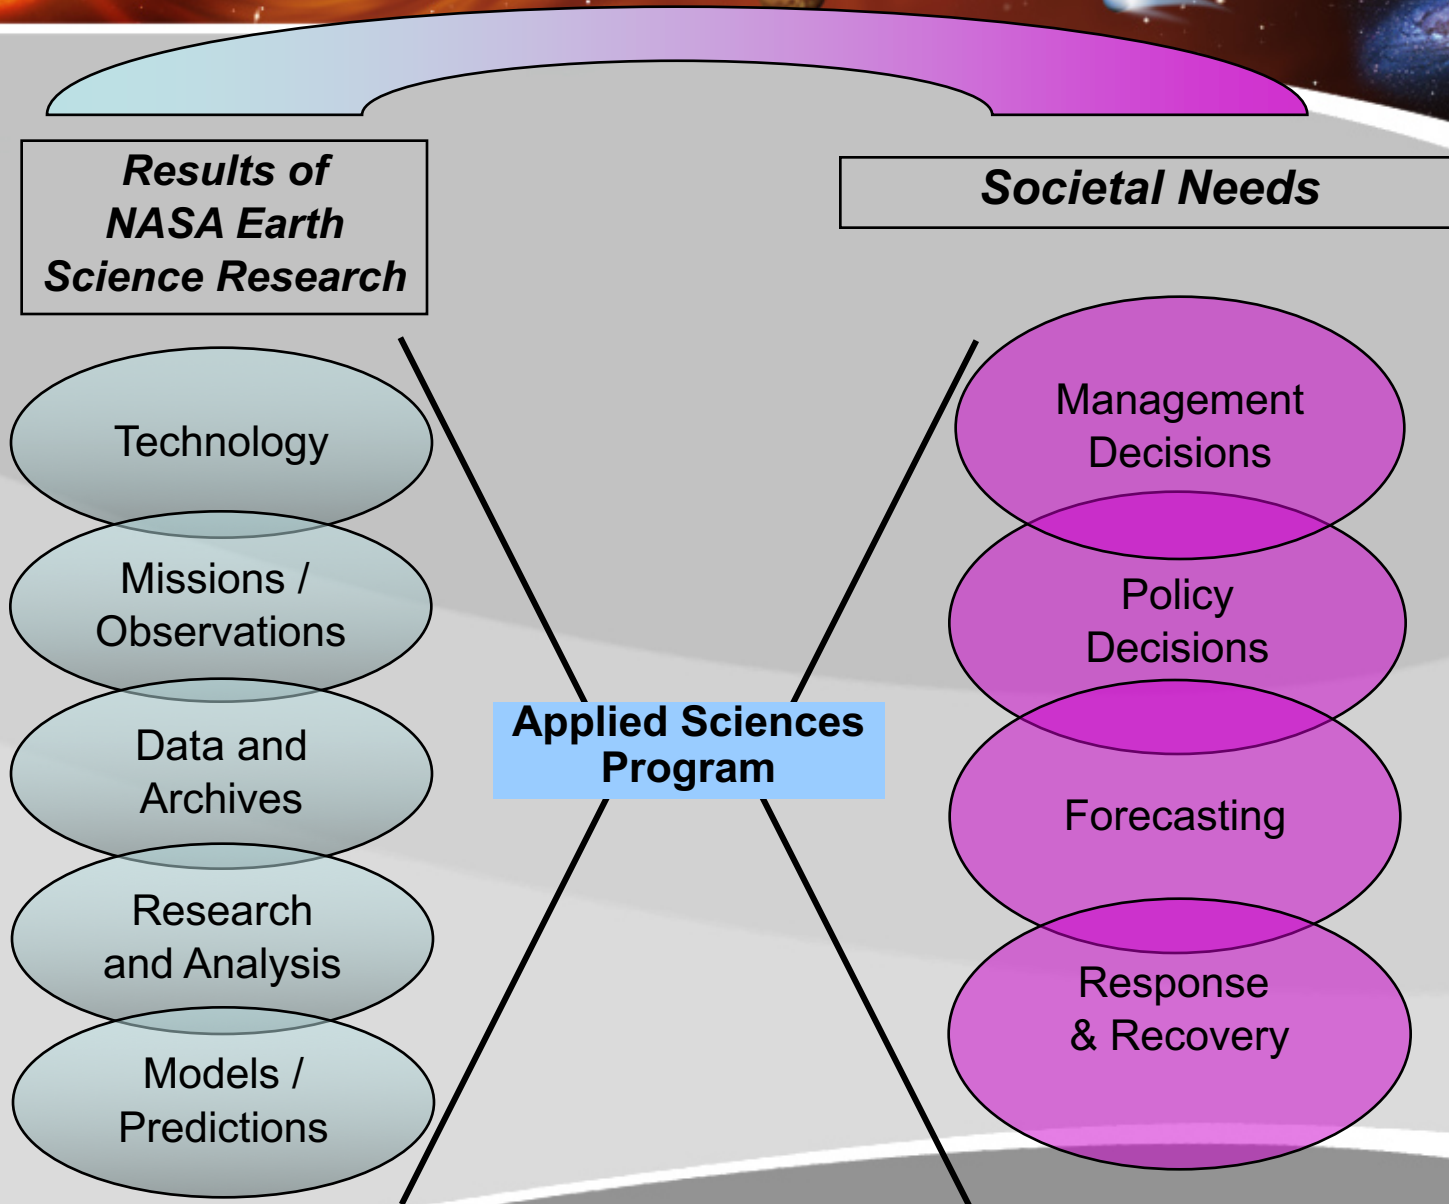 Results of
NASA Earth
Science Research
Societal Needs
Technology
Missions /
Observations
Data and
Archives
Research
and Analysis
Models /
Predictions
Applied Sciences
Program
Management
Decisions
Policy
Decisions
Forecasting
Response
& Recovery